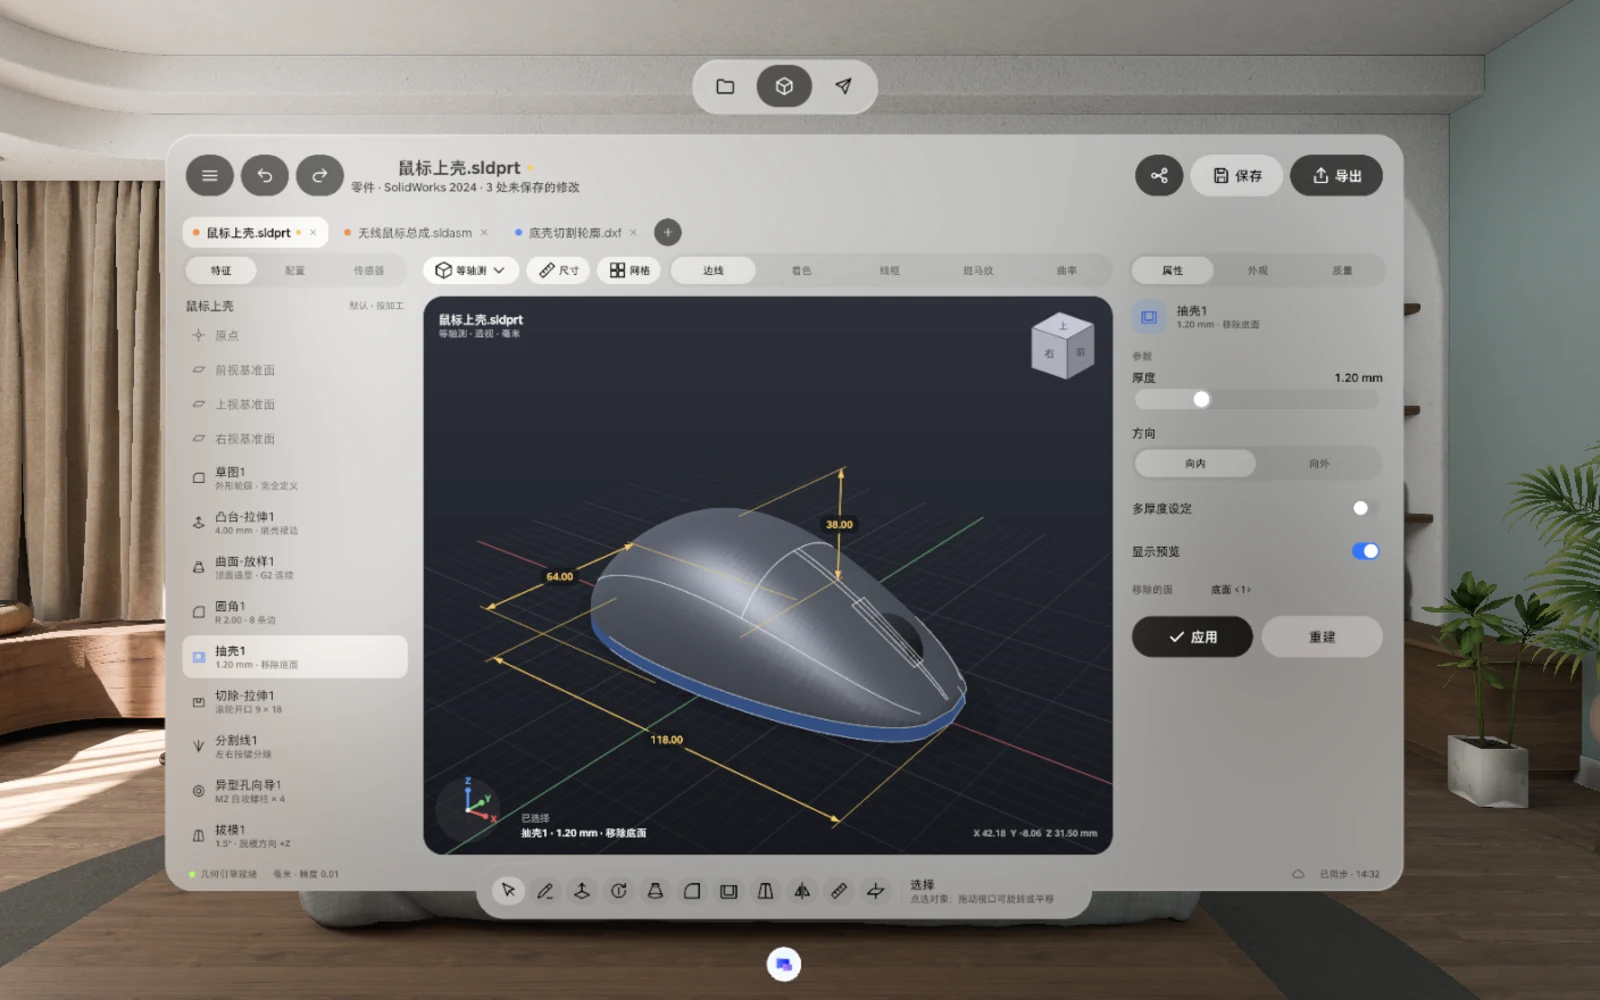 鼠标上壳.sldprt
零件 · SolidWorks 2024 · 3 处未保存的修改
保存
导出
鼠标上壳.sldprt
无线鼠标总成.sldasm
底壳切割轮廓.dxf
特征
配置
传感器
等轴测
尺寸
网格
边线
着色
线框
斑马纹
曲率
属性
外观
质量
鼠标上壳
默认 · 按加工
原点
前视基准面
上视基准面
右视基准面
草图1
外形轮廓 · 完全定义
凸台-拉伸1
4.00 mm · 底壳裙边
曲面-放样1
顶面造型 · G2 连续
圆角1
R 2.00 · 8 条边
抽壳1
1.20 mm · 移除底面
切除-拉伸1
滚轮开口 9 × 18
分割线1
左右按键分缝
异型孔向导1
M2 自攻螺柱 × 4
拔模1
1.5° · 脱模方向 +Z
几何引擎就绪
毫米 · 精度 0.01
鼠标上壳.sldprt
等轴测 · 透视 · 毫米
上
右
前
38.00
64.00
118.00
Z
Y
X
已选择
抽壳1 · 1.20 mm · 移除底面
X 42.18 Y -8.06 Z 31.50 mm
抽壳1
1.20 mm · 移除底面
参数
厚度
1.20 mm
方向
向内
向外
多厚度设定
显示预览
移除的面
底面 <1>
应用
重建
已同步 · 14:32
选择
点选对象，拖动视口可旋转或平移